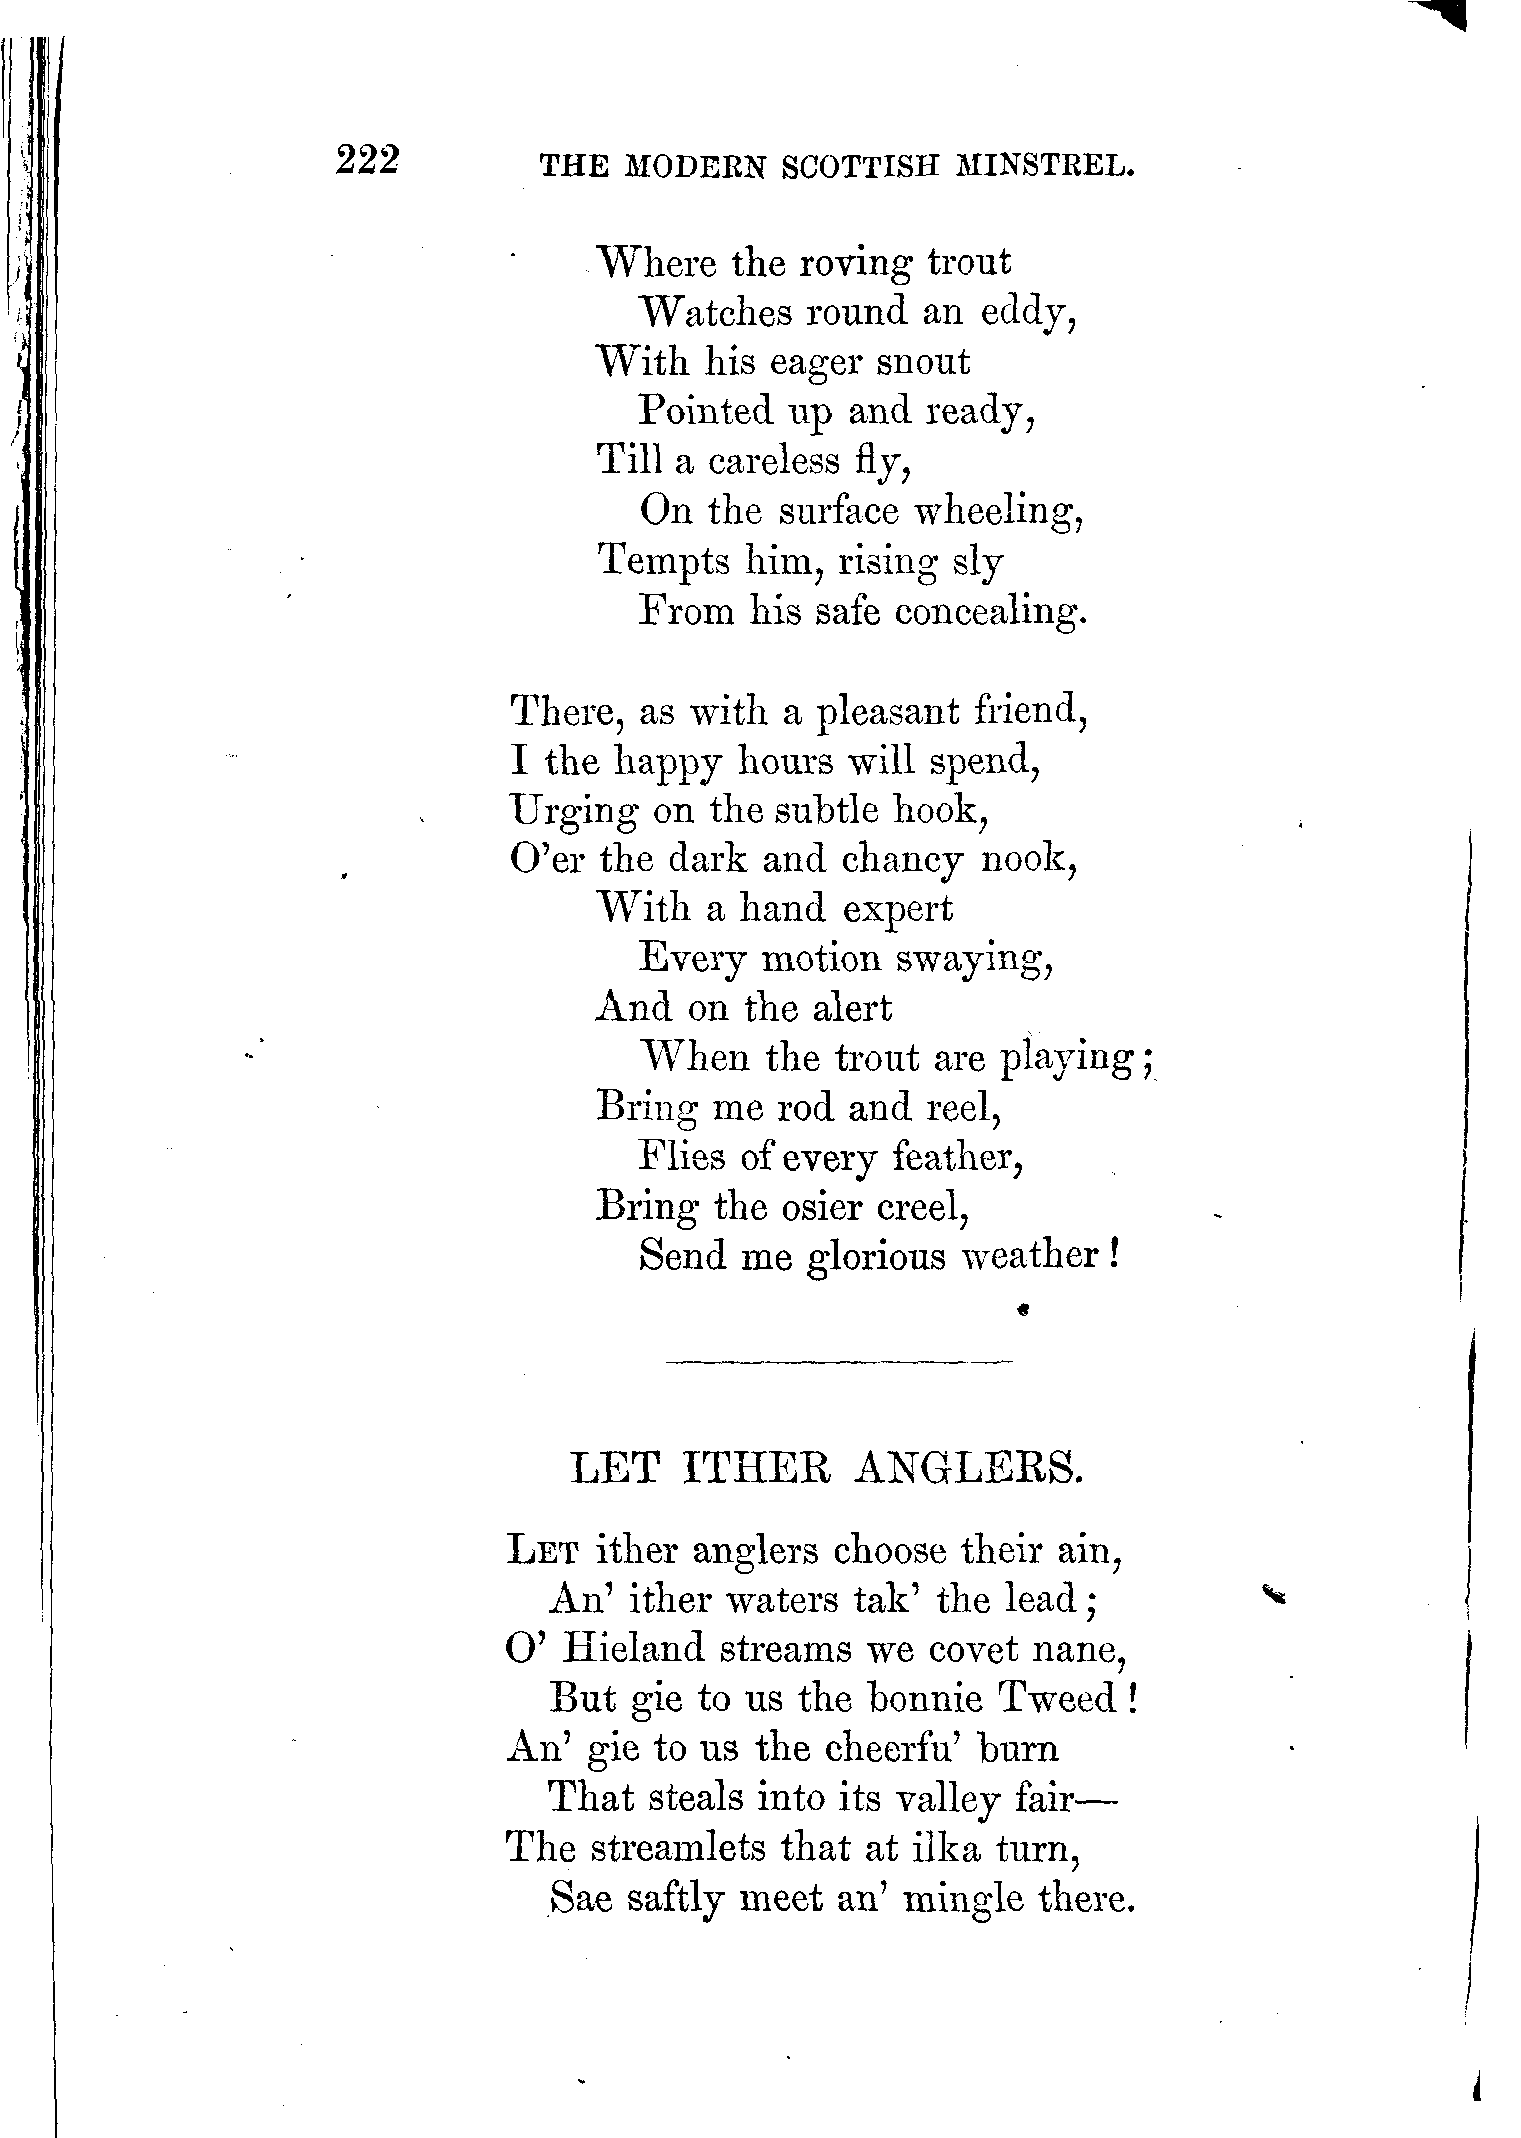 222 THE MODERN SCOTTISH MINSTREL.
Where the roving trout
Watches round an eddy,
With his eager snout
Pointed up and ready,
Till a careless fly,
On the surface wheeling,
Tempts him, rising sly
From his safe concealing.
There, as with a pleasant friend,
I the happy hours will spend,
Urging on the subtle hook,
O'er the dark and chancy nook,
With a hand expert
Every motion swaying,
And on the alert
When the trout are playing;
Bring me rod and reel,
Flies of every feather,
Bring the osier creel,
Send me glorious weather!
LET ITHER ANGLERS.
LET ither anglers choose their ain,
An' ither waters tak' the lead;
O' Hieland streams we covet nane,
But gie to us the bonnie Tweed!
An' gie to us the cheerfu' burn
That steals into its valley fair—
The streamlets that at ilka turn,
Sae saftly meet an' mingle there.